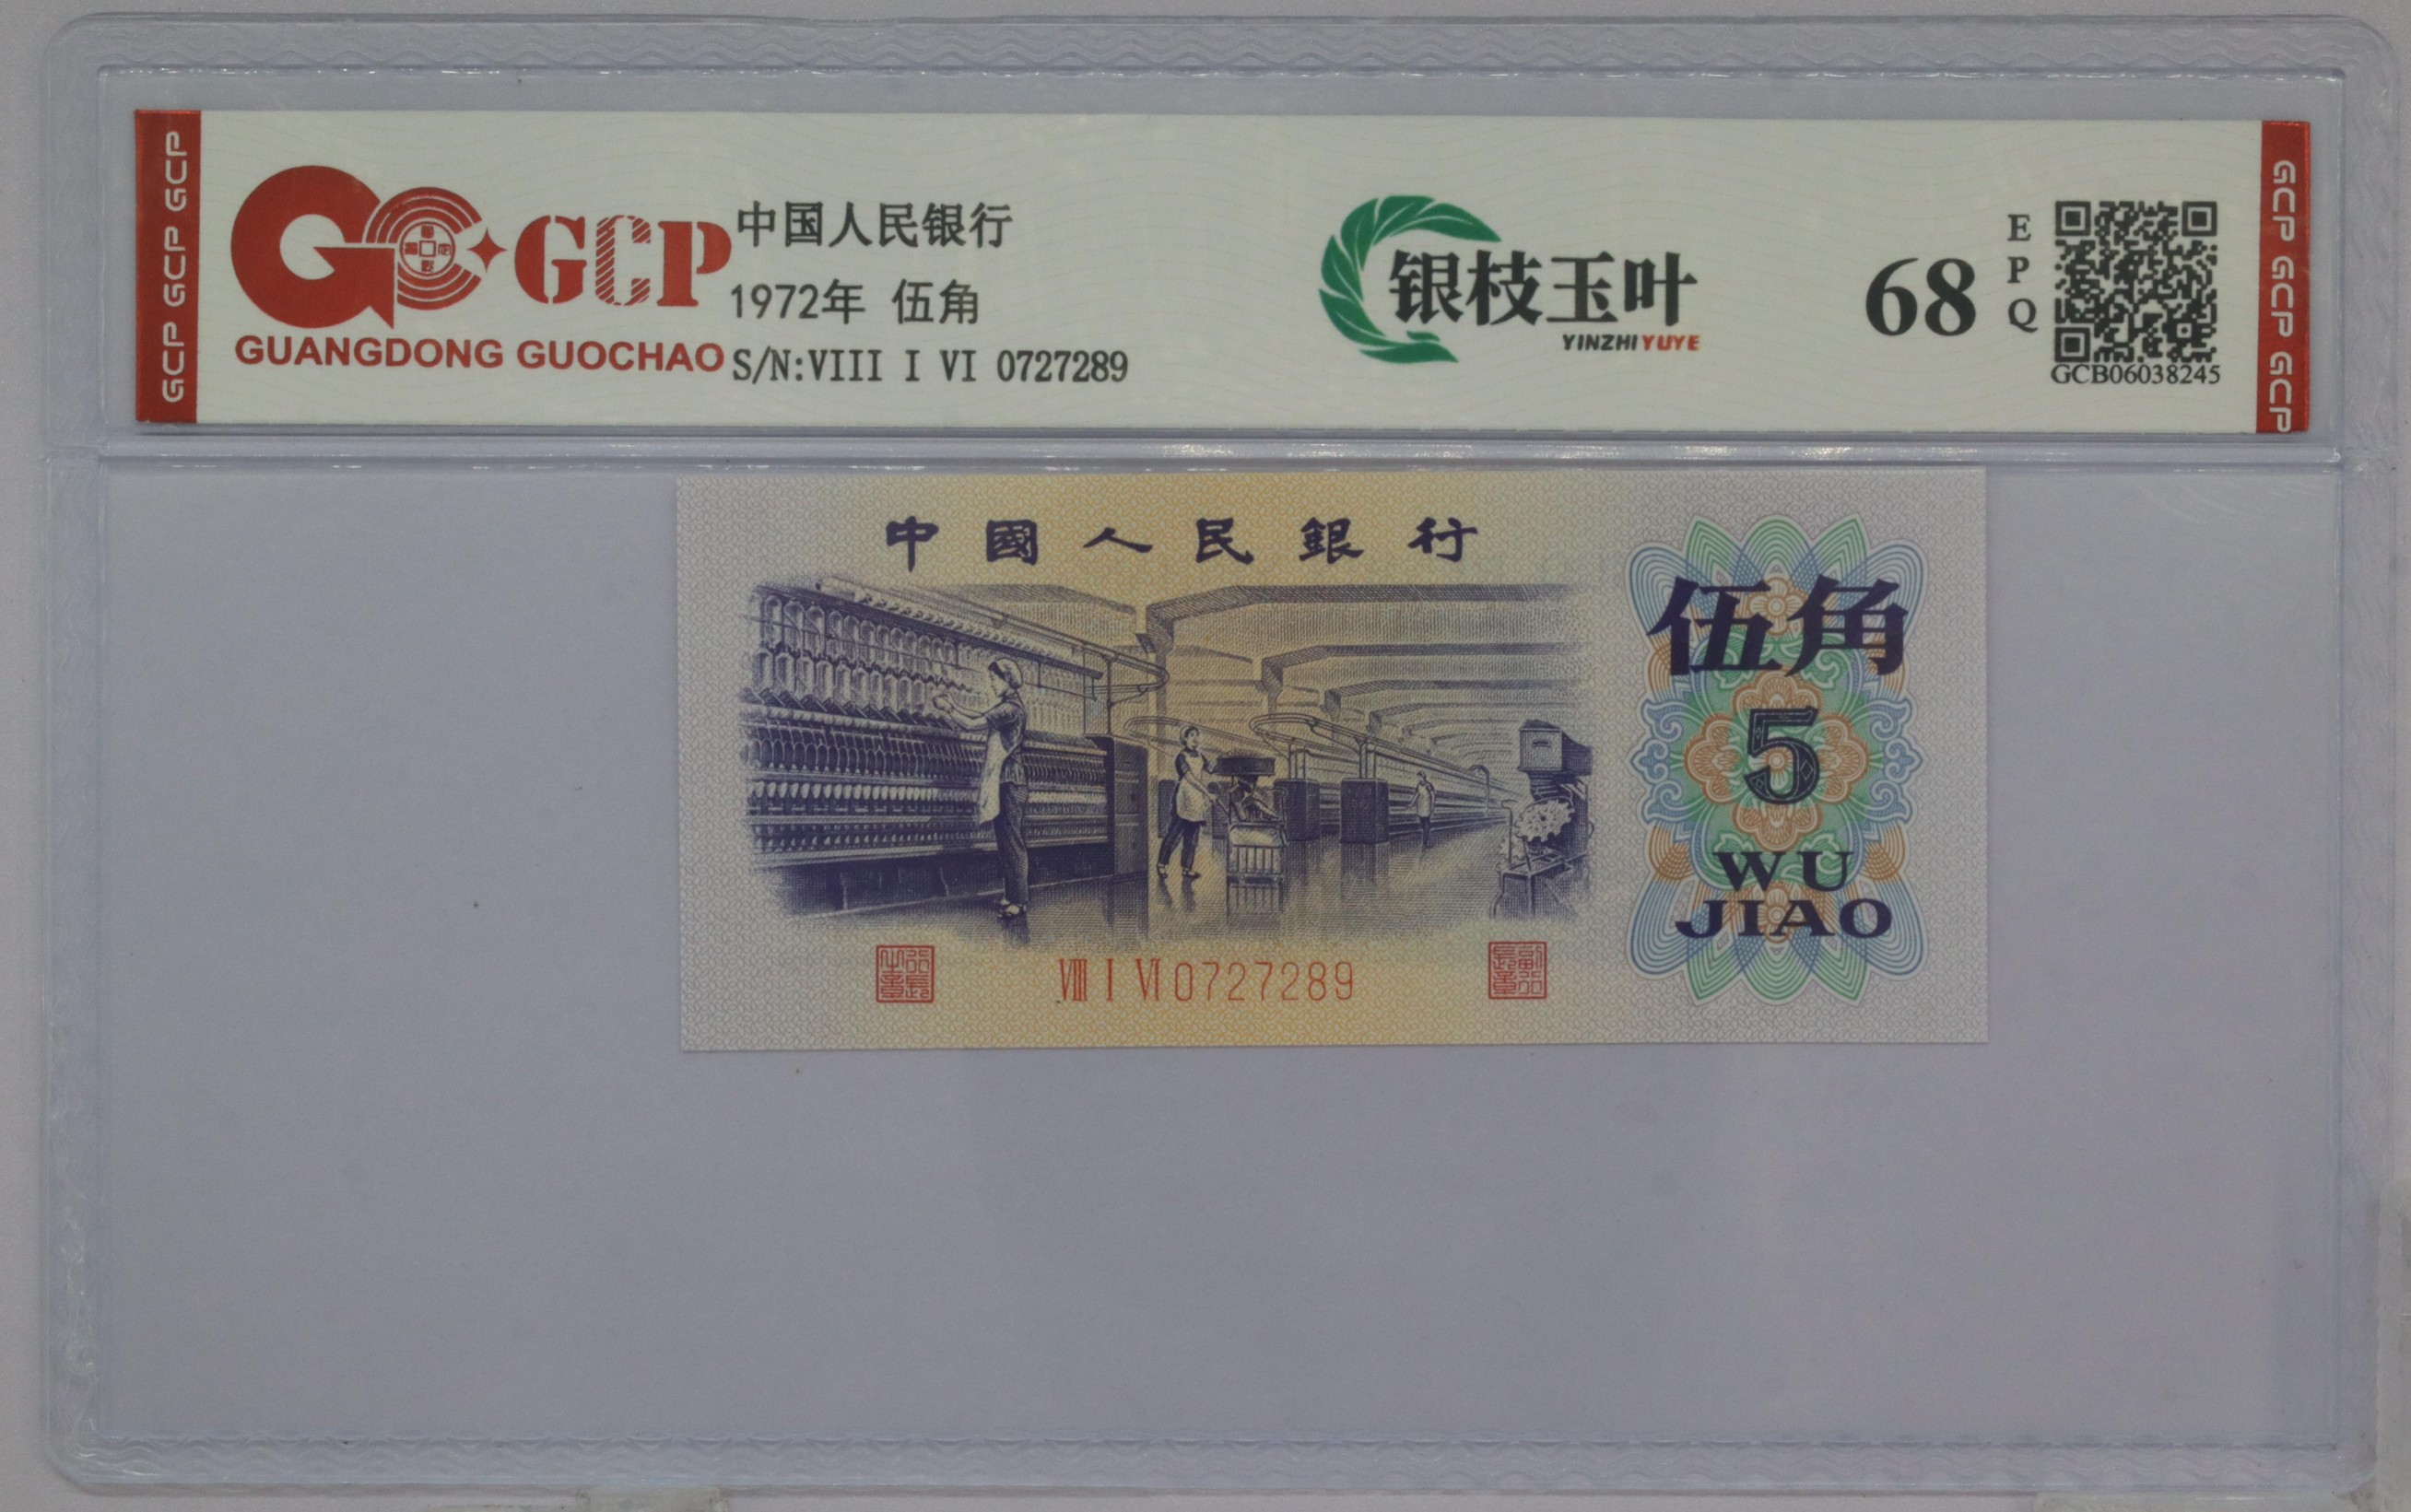 GCP GCP GCP
GCP
GUANGDONG GUOCHAO
中国人民银行
1972年 伍角
S/N:VIII I VI 0727289
银枝玉叶
YINZHIYUYE
68
EPQ
GCB06038245
GCP GCP GCP
中國人民銀行
伍角
5
WU
JIAO
VIII I VI 0727289